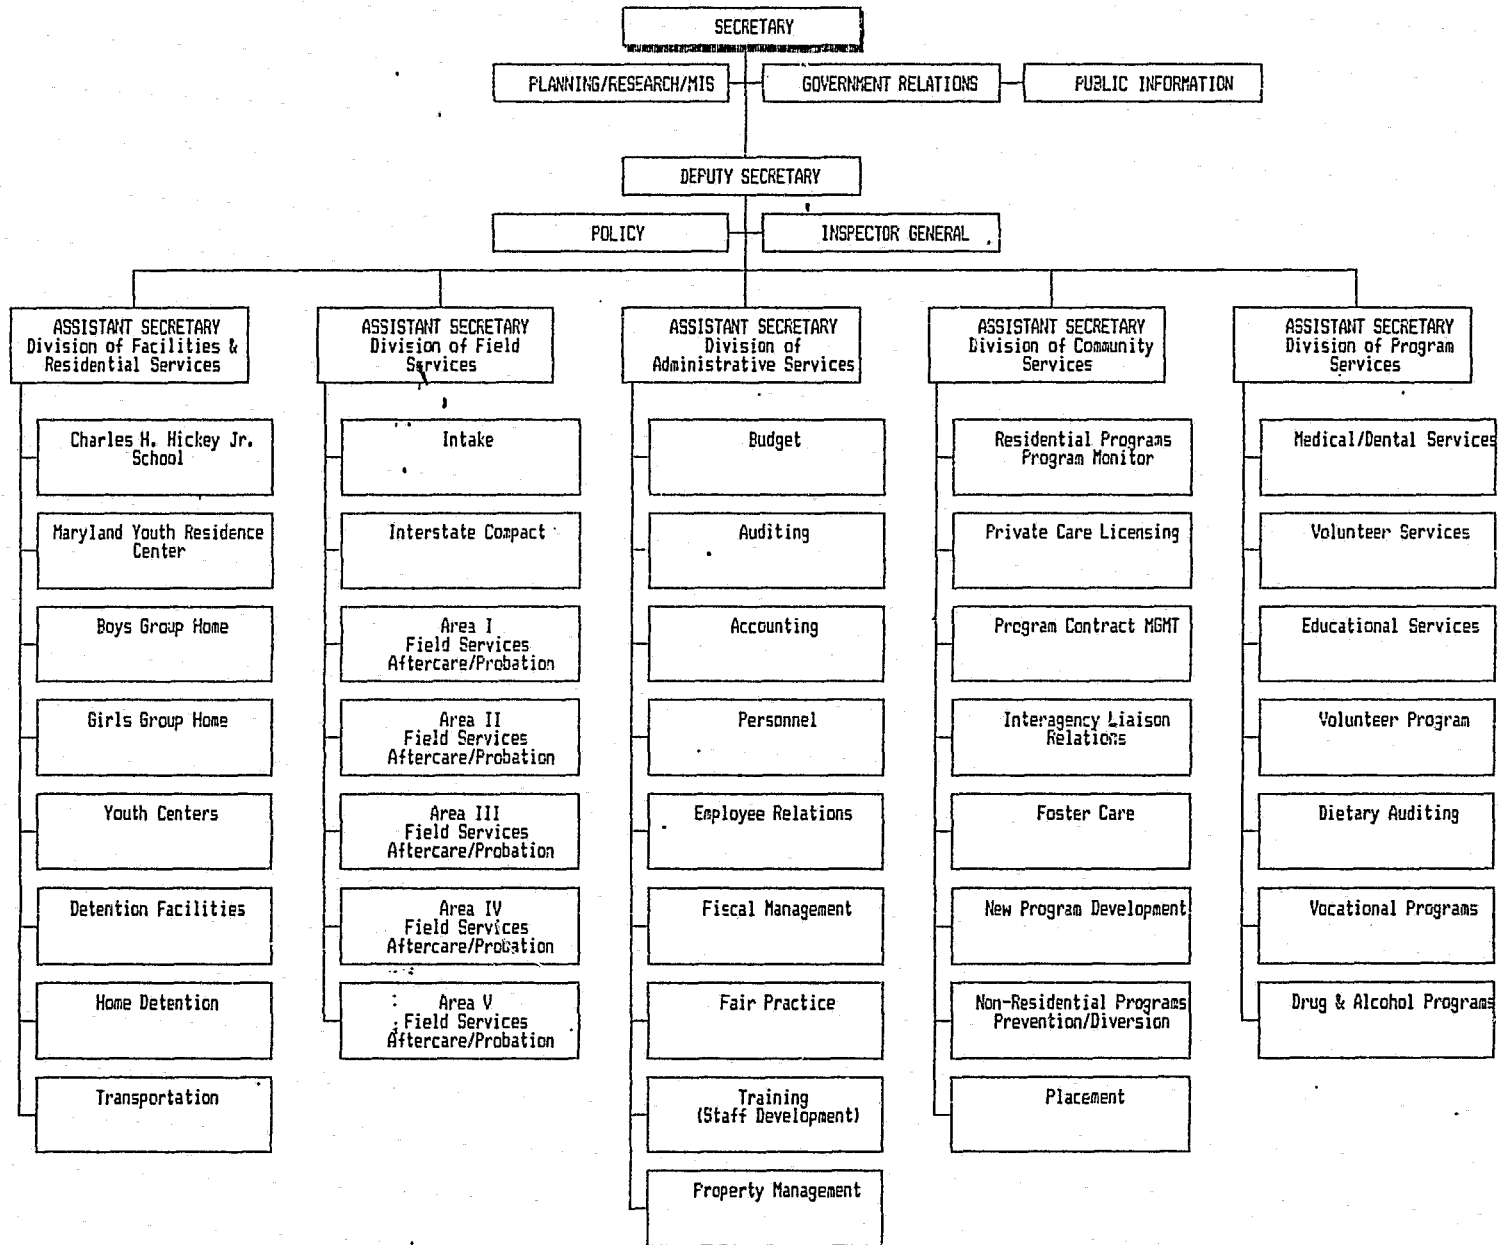 SECRETARY
PLANNING/RESEARCH/MIS
GOVERNMENT RELATIONS
PUBLIC INFORMATION
DEPUTY SECRETARY
POLICY
INSPECTOR GENERAL
ASSISTANT SECRETARY
Division of Facilities &
Residential Services
Charles H. Hickey Jr.
School
Maryland Youth Residence
Center
Boys Group Home
Girls Group Home
Youth Centers
Detention Facilities
Home Detention
Transportation
ASSISTANT SECRETARY
Division of Field
Services
Intake
Interstate Compact
Area I
Field Services
Aftercare/Probation
Area II
Field Services
Aftercare/Probation
Area III
Field Services
Aftercare/Probation
Area IV
Field Services
Aftercare/Probation
Area V
Field Services
Aftercare/Probation
ASSISTANT SECRETARY
Division of
Administrative Services
Budget
Auditing
Accounting
Personnel
Employee Relations
Fiscal Management
Fair Practice
Training
(Staff Development)
Property Management
ASSISTANT SECRETARY
Division of Community
Services
Residential Programs
Program Monitor
Private Care Licensing
Program Contract MGMT
Interagency Liaison
Relations
Foster Care
New Program Development
Non-Residential Programs
Prevention/Diversion
Placement
ASSISTANT SECRETARY
Division of Program
Services
Medical/Dental Services
Volunteer Services
Educational Services
Volunteer Program
Dietary Auditing
Vocational Programs
Drug & Alcohol Programs